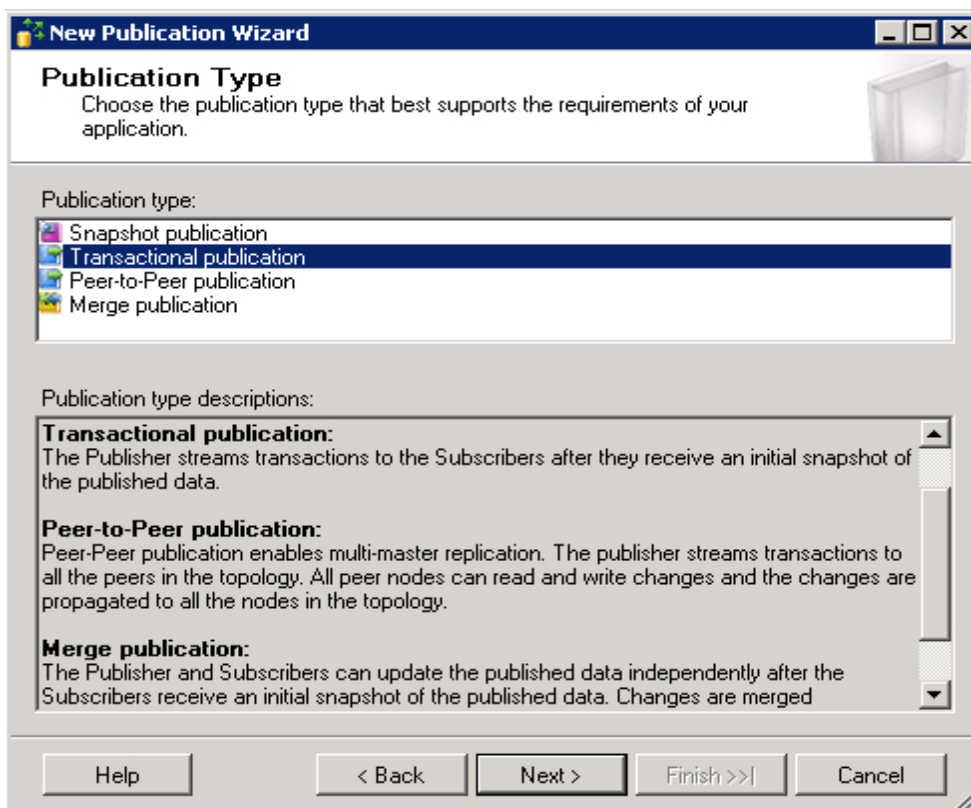 New Publication Wizard
Publication Type
Choose the publication type that best supports the requirements of your
application.
Publication type:
Snapshot publication
Transactional publication
Peer-to-Peer publication
Merge publication
Publication type descriptions:
Transactional publication:
The Publisher streams transactions to the Subscribers after they receive an initial snapshot of
the published data.
Peer-to-Peer publication:
Peer-Peer publication enables multi-master replication. The publisher streams transactions to
all the peers in the topology. All peer nodes can read and write changes and the changes are
propagated to all the nodes in the topology.
Merge publication:
The Publisher and Subscribers can update the published data independently after the
Subscribers receive an initial snapshot of the published data. Changes are merged
Help
< Back
Next >
Finish >>|
Cancel